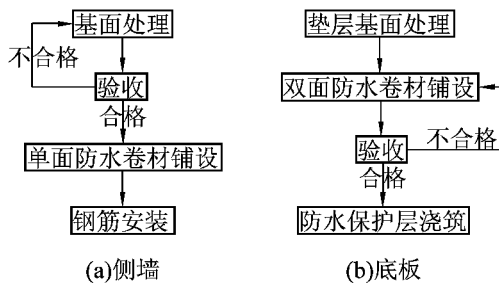 基面处理
不合格
验收
合格
单面防水卷材铺设
钢筋安装
(a)侧墙
垫层基面处理
双面防水卷材铺设
验收
不合格
合格
防水保护层浇筑
(b)底板